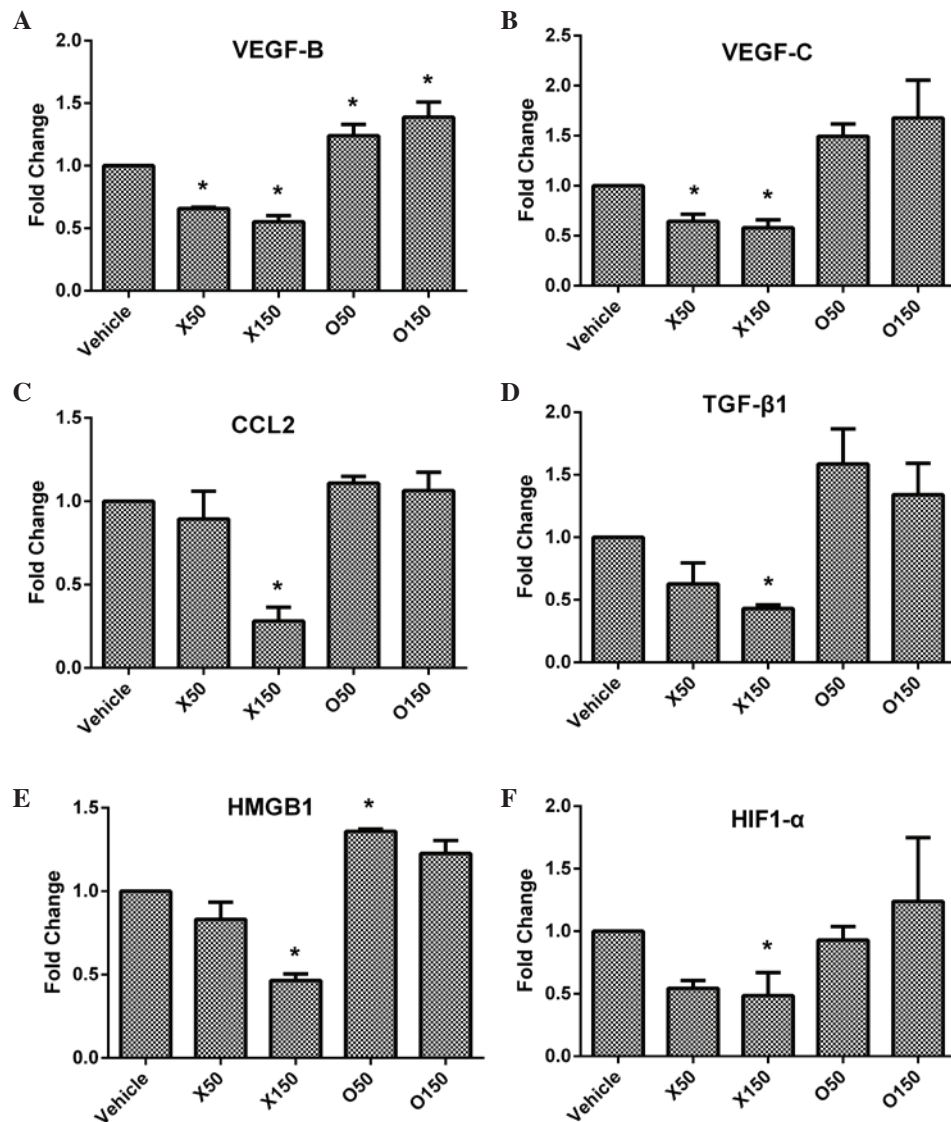 A
VEGF-B
Fold Change
2.0
1.5
1.0
0.5
0.0
* * * *
Vehicle X50 X150 O50 O150
B
VEGF-C
Fold Change
2.5
2.0
1.5
1.0
0.5
0.0
* *
Vehicle X50 X150 O50 O150
C
CCL2
Fold Change
1.5
1.0
0.5
0.0
*
Vehicle X50 X150 O50 O150
D
TGF-β1
Fold Change
2.0
1.5
1.0
0.5
0.0
*
Vehicle X50 X150 O50 O150
E
HMGB1
Fold Change
1.5
1.0
0.5
0.0
* *
Vehicle X50 X150 O50 O150
F
HIF1-α
Fold Change
2.0
1.5
1.0
0.5
0.0
*
Vehicle X50 X150 O50 O150